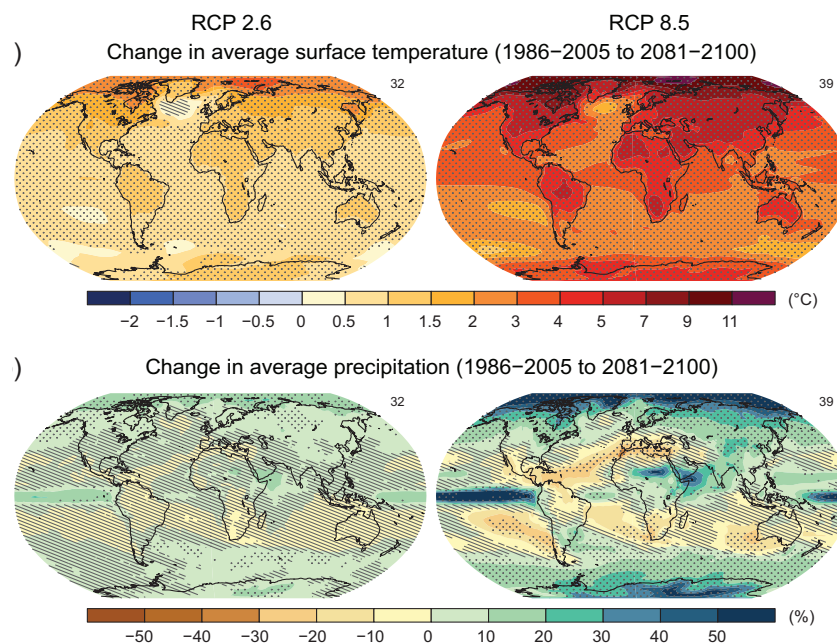 RCP 2.6 RCP 8.5
) Change in average surface temperature (1986−2005 to 2081−2100)
32 39
−2 −1.5 −1 −0.5 0 0.5 1 1.5 2 3 4 5 7 9 11 (°C)
) Change in average precipitation (1986−2005 to 2081−2100)
32 39
−50 −40 −30 −20 −10 0 10 20 30 40 50 (%)